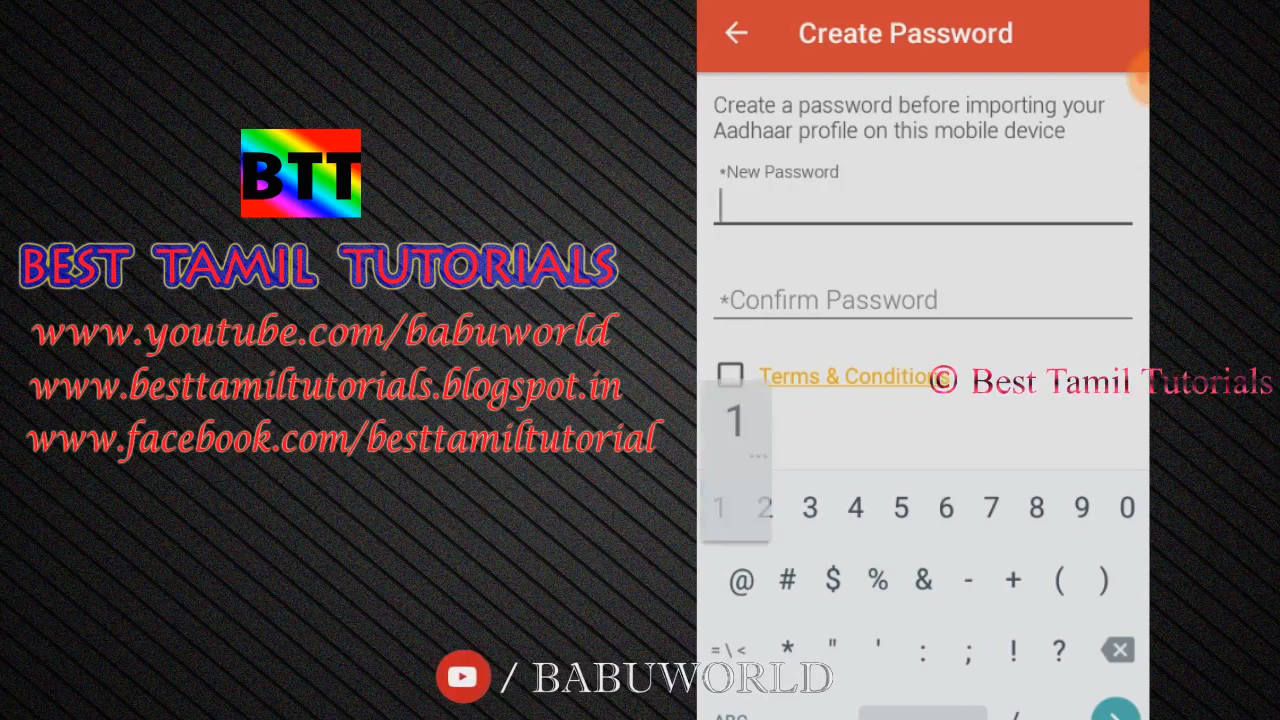 BTT
BEST TAMIL TUTORIALS
www.youtube.com/babuworld
www.besttamiltutorials.blogspot.in
www.facebook.com/besttamiltutorial
/ BABUWORLD
Create Password
Create a password before importing your
Aadhaar profile on this mobile device
*New Password
*Confirm Password
Terms & Conditions
© Best Tamil Tutorials
1
...
1 2 3 4 5 6 7 8 9 0
@ # $ % & - + ( )
= \ < * " ' : ; ! ?
ABC /